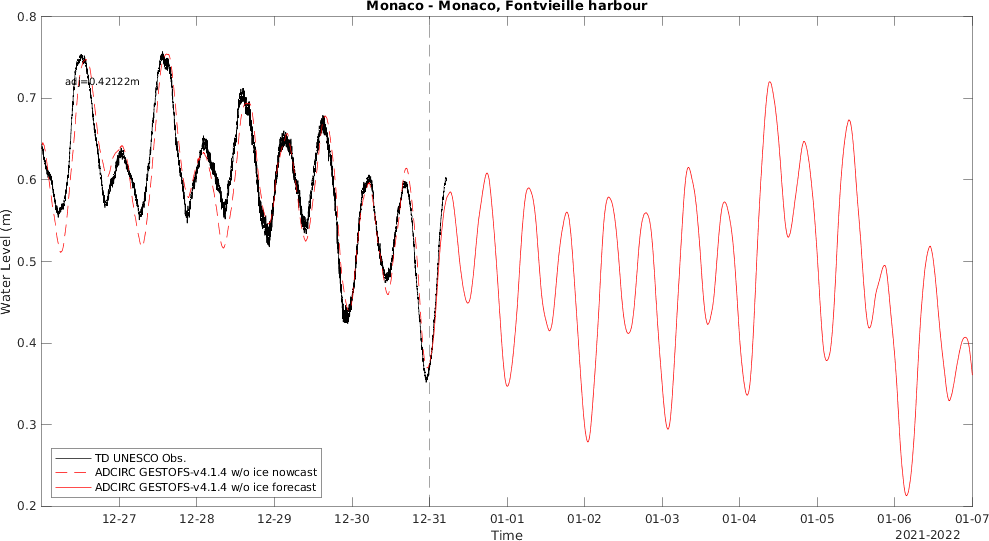 Monaco - Monaco, Fontvieille harbour
Water Level (m)
0.8
0.7
0.6
0.5
0.4
0.3
0.2
adj=0.42122m
TD UNESCO Obs.
ADCIRC GESTOFS-v4.1.4 w/o ice nowcast
ADCIRC GESTOFS-v4.1.4 w/o ice forecast
12-27 12-28 12-29 12-30 12-31 01-01 01-02 01-03 01-04 01-05 01-06 01-07
Time
2021-2022